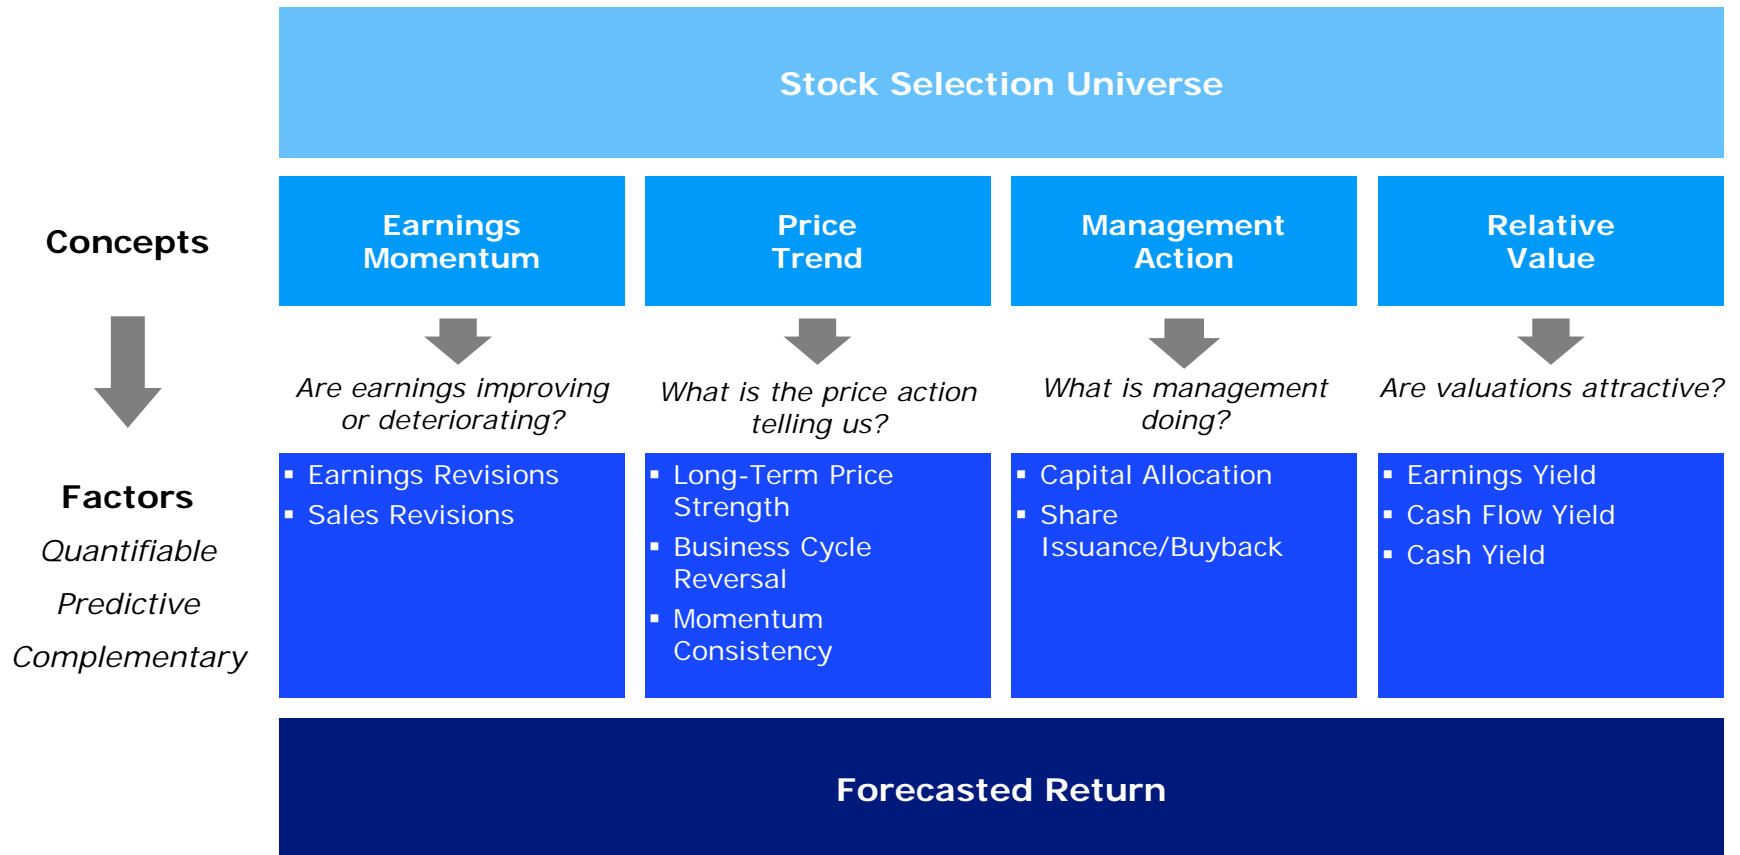 Stock Selection Universe
Concepts
Earnings
Momentum
Price
Trend
Management
Action
Relative
Value
Are earnings improving
or deteriorating?
What is the price action
telling us?
What is management
doing?
Are valuations attractive?
Factors
Quantifiable
Predictive
Complementary
▪ Earnings Revisions
▪ Sales Revisions
▪ Long-Term Price
Strength
▪ Business Cycle
Reversal
▪ Momentum
Consistency
▪ Capital Allocation
▪ Share
Issuance/Buyback
▪ Earnings Yield
▪ Cash Flow Yield
▪ Cash Yield
Forecasted Return